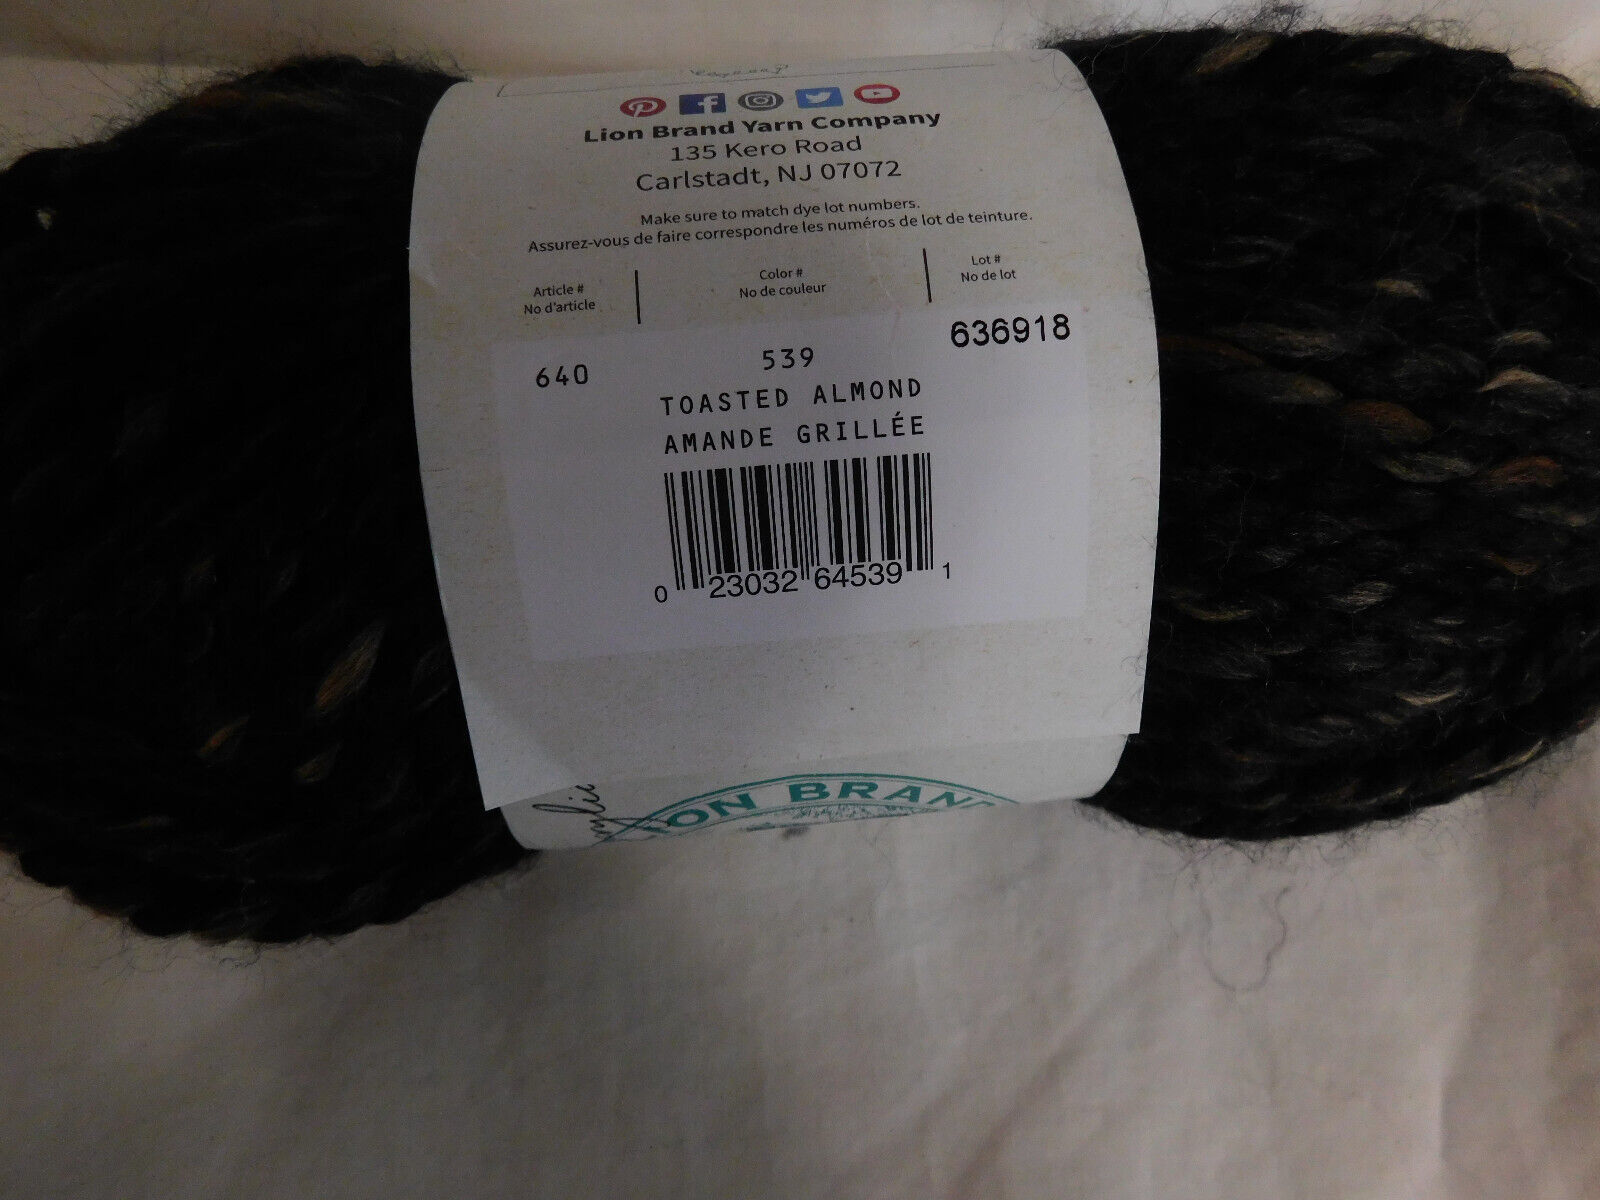 Lion Brand Yarn Company
135 Kero Road
Carlstadt, NJ 07072
Make sure to match dye lot numbers.
Assurez-vous de faire correspondre les numéros de lot de teinture.
Article #
No d'article
Color #
No de couleur
Lot #
No de lot
640
539
636918
TOASTED ALMOND
AMANDE GRILLÉE
0 23032 64539 1
ION BRAND